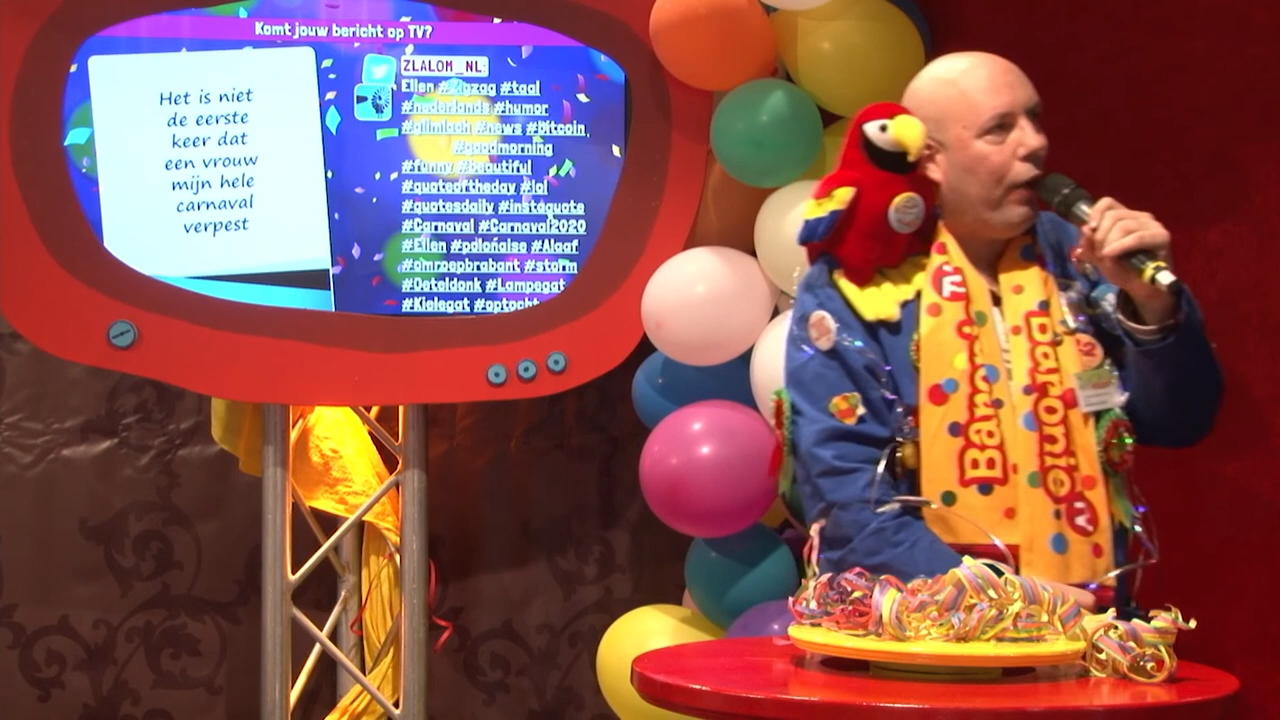 Komt jouw bericht op TV?
Het is niet
de eerste
keer dat
een vrouw
mijn hele
carnaval
verpest
ZLALOM_NL:
Ellen #zigzag #taal
#nederlands #humor
#glimlach #news #bitcoin
#goodmorning
#funny #beautiful
#quoteoftheday #lol
#quotesdaily #instaquote
#Carnaval #Carnaval2020
#Ellen #polonaise #Alaaf
#omroepbrabant #storm
#Oeteldonk #Lampegat
#Kielegat #optocht
Baron
Baronie
TV